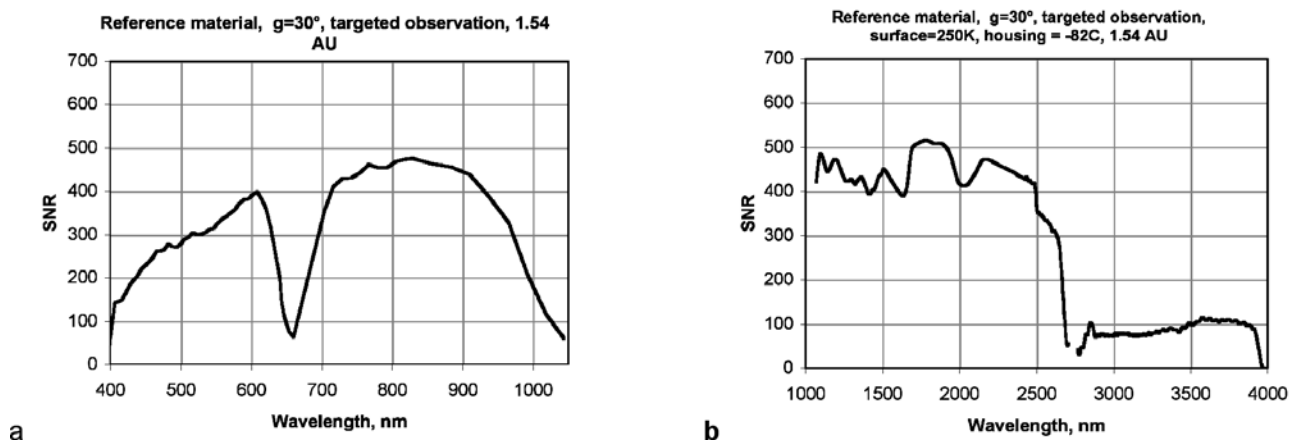 Reference material, g=30°, targeted observation, 1.54
AU
700
600
500
400
300
200
100
0
SNR
400 500 600 700 800 900 1000
Wavelength, nm
a
Reference material, g=30°, targeted observation,
surface=250K, housing = -82C, 1.54 AU
700
600
500
400
300
200
100
0
SNR
1000 1500 2000 2500 3000 3500 4000
Wavelength, nm
b